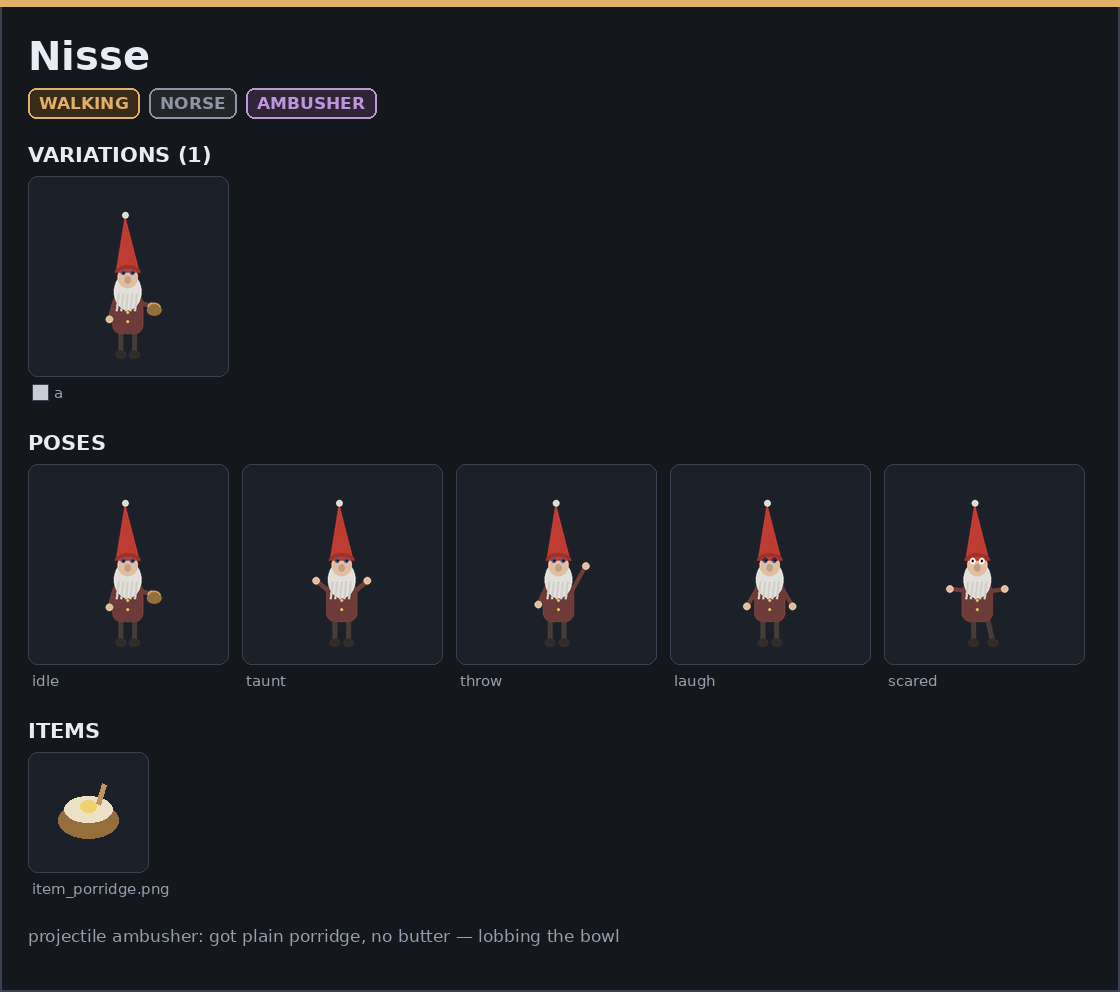 Nisse
WALKING NORSE AMBUSHER
VARIATIONS (1)
a
POSES
idle taunt throw laugh scared
ITEMS
item_porridge.png
projectile ambusher: got plain porridge, no butter — lobbing the bowl